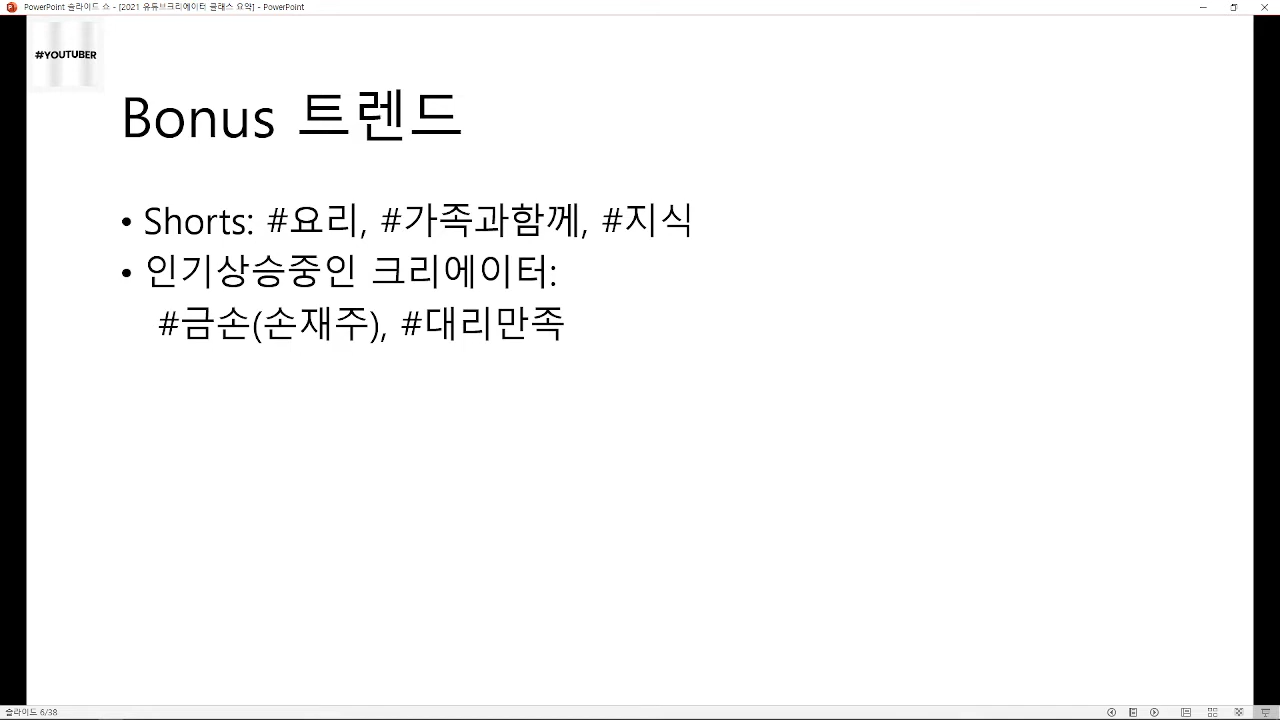 PowerPoint 슬라이드 쇼 - [2021 유튜브크리에이터 클래스 요약] - PowerPoint
#YOUTUBER
Bonus 트렌드
• Shorts: #요리, #가족과함께, #지식
• 인기상승중인 크리에이터:
#금손(손재주), #대리만족
슬라이드 6/38